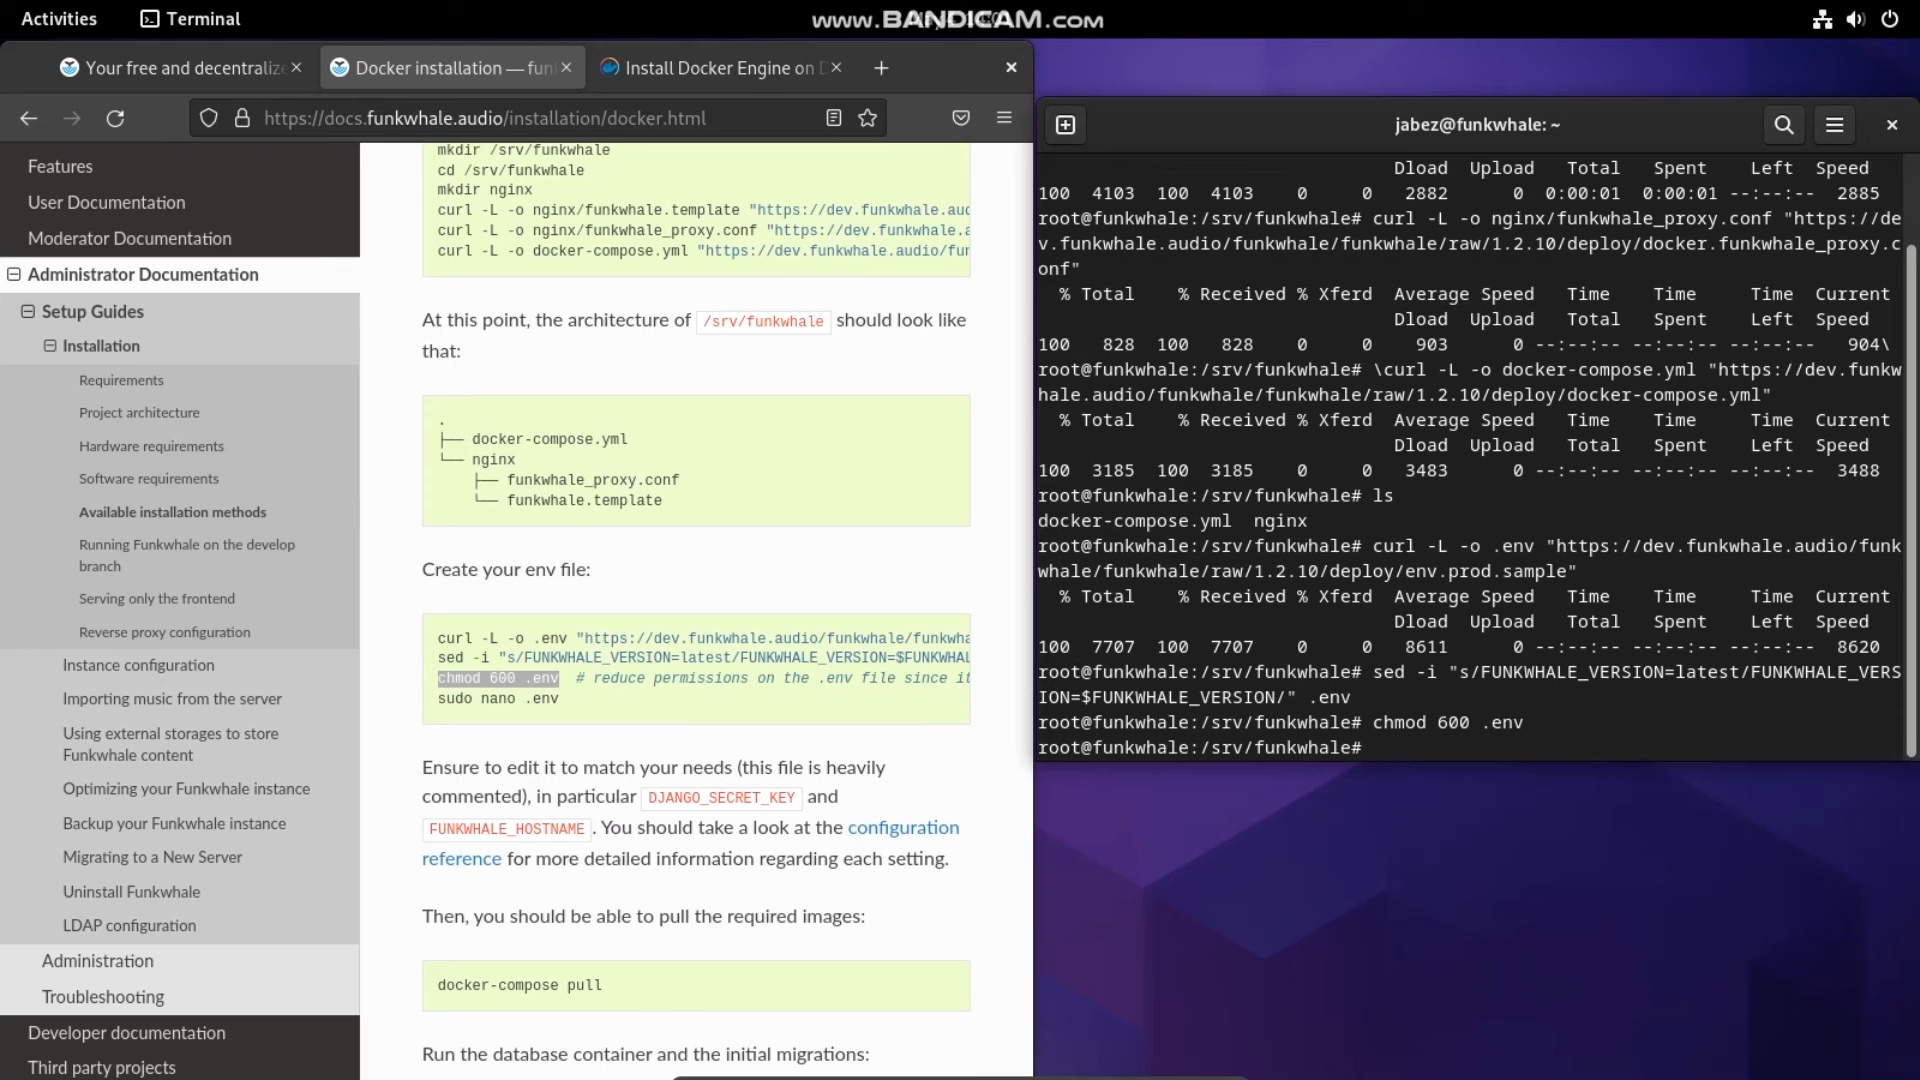 Activities
Terminal
www.BANDICAM.com
Your free and decentralize
Docker installation — fun
Install Docker Engine on D
https://docs.funkwhale.audio/installation/docker.html
Features
User Documentation
Moderator Documentation
Administrator Documentation
Setup Guides
Installation
Requirements
Project architecture
Hardware requirements
Software requirements
Available installation methods
Running Funkwhale on the develop
branch
Serving only the frontend
Reverse proxy configuration
Instance configuration
Importing music from the server
Using external storages to store
Funkwhale content
Optimizing your Funkwhale instance
Backup your Funkwhale instance
Migrating to a New Server
Uninstall Funkwhale
LDAP configuration
Administration
Troubleshooting
Developer documentation
Third party projects
mkdir /srv/funkwhale
cd /srv/funkwhale
mkdir nginx
curl -L -o nginx/funkwhale.template "https://dev.funkwhale.aud
curl -L -o nginx/funkwhale_proxy.conf "https://dev.funkwhale.a
curl -L -o docker-compose.yml "https://dev.funkwhale.audio/fun
At this point, the architecture of /srv/funkwhale should look like
that:
.
├── docker-compose.yml
└── nginx
├── funkwhale_proxy.conf
└── funkwhale.template
Create your env file:
curl -L -o .env "https://dev.funkwhale.audio/funkwhale/funkwha
sed -i "s/FUNKWHALE_VERSION=latest/FUNKWHALE_VERSION=$FUNKWHAL
chmod 600 .env  # reduce permissions on the .env file since it
sudo nano .env
Ensure to edit it to match your needs (this file is heavily
commented), in particular DJANGO_SECRET_KEY and
FUNKWHALE_HOSTNAME. You should take a look at the configuration
reference for more detailed information regarding each setting.
Then, you should be able to pull the required images:
docker-compose pull
Run the database container and the initial migrations:
jabez@funkwhale: ~
Dload  Upload   Total   Spent    Left  Speed
100  4103  100  4103    0     0   2882      0  0:00:01  0:00:01 --:--:--  2885
root@funkwhale:/srv/funkwhale# curl -L -o nginx/funkwhale_proxy.conf "https://de
v.funkwhale.audio/funkwhale/funkwhale/raw/1.2.10/deploy/docker.funkwhale_proxy.c
onf"
% Total    % Received % Xferd  Average Speed   Time    Time     Time  Current
Dload  Upload   Total   Spent    Left  Speed
100   828  100   828    0     0    903      0 --:--:-- --:--:-- --:--:--   904\
root@funkwhale:/srv/funkwhale# \curl -L -o docker-compose.yml "https://dev.funkw
hale.audio/funkwhale/funkwhale/raw/1.2.10/deploy/docker-compose.yml"
% Total    % Received % Xferd  Average Speed   Time    Time     Time  Current
Dload  Upload   Total   Spent    Left  Speed
100  3185  100  3185    0     0   3483      0 --:--:-- --:--:-- --:--:--  3488
root@funkwhale:/srv/funkwhale# ls
docker-compose.yml  nginx
root@funkwhale:/srv/funkwhale# curl -L -o .env "https://dev.funkwhale.audio/funk
whale/funkwhale/raw/1.2.10/deploy/env.prod.sample"
% Total    % Received % Xferd  Average Speed   Time    Time     Time  Current
Dload  Upload   Total   Spent    Left  Speed
100  7707  100  7707    0     0   8611      0 --:--:-- --:--:-- --:--:--  8620
root@funkwhale:/srv/funkwhale# sed -i "s/FUNKWHALE_VERSION=latest/FUNKWHALE_VERS
ION=$FUNKWHALE_VERSION/" .env
root@funkwhale:/srv/funkwhale# chmod 600 .env
root@funkwhale:/srv/funkwhale#